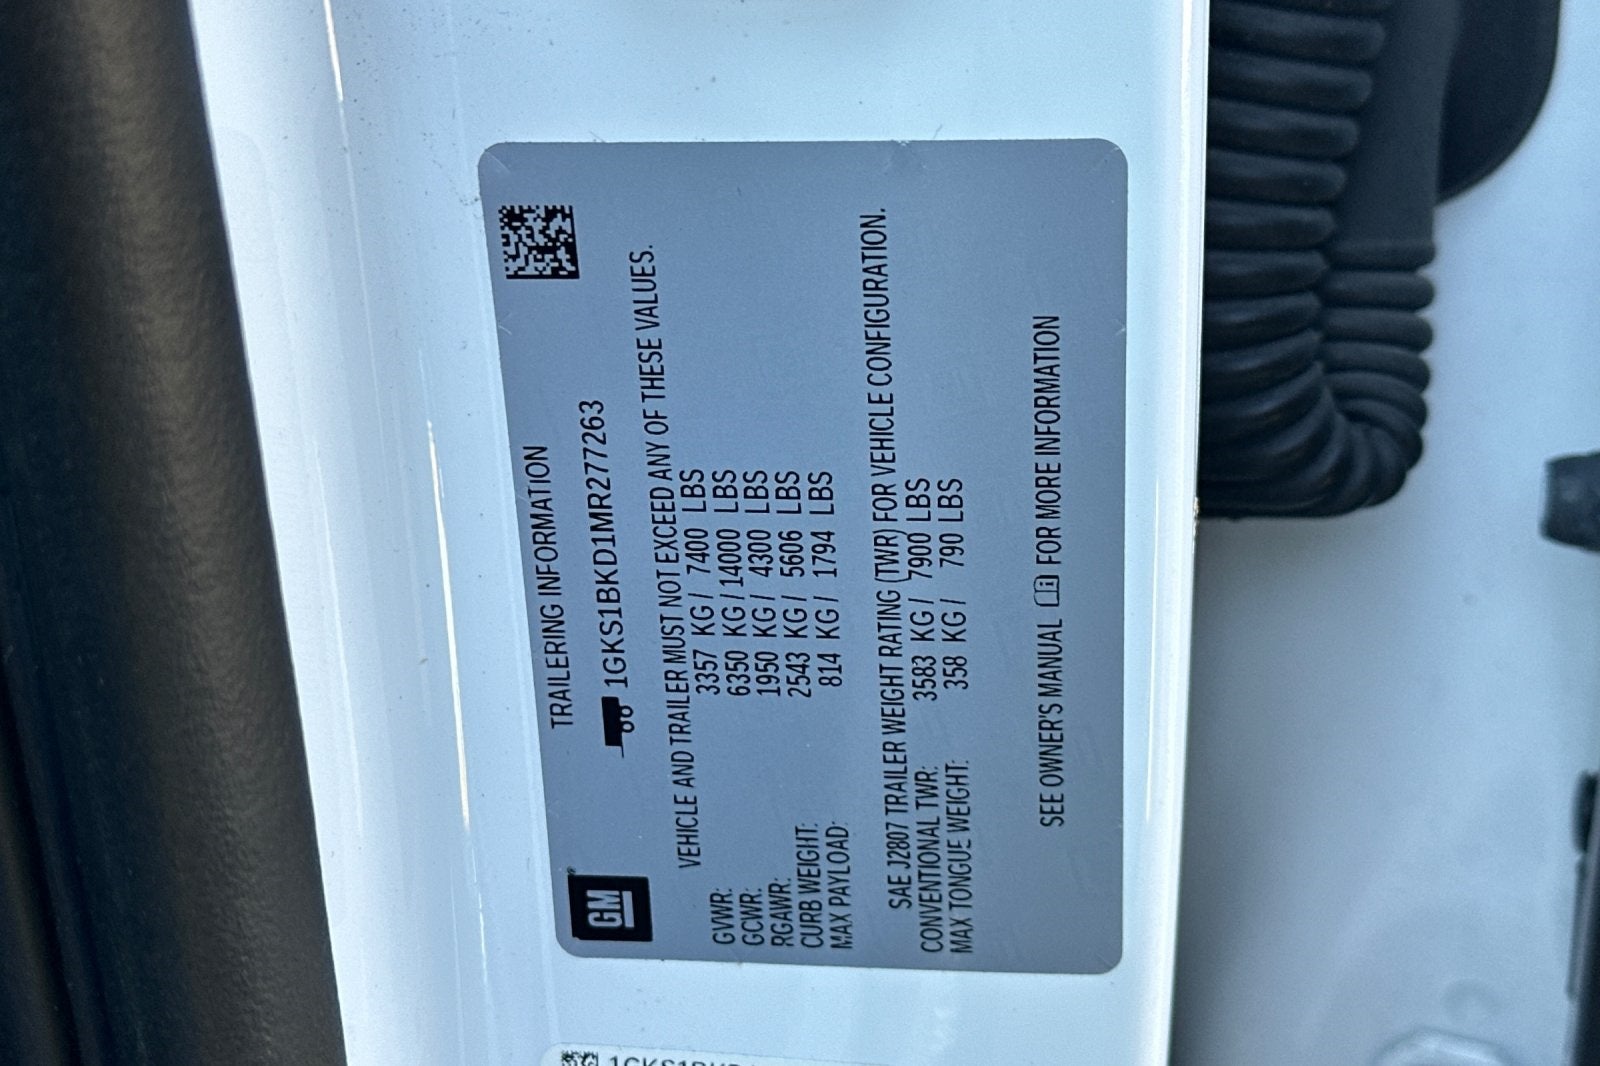 GM
TRAILERING INFORMATION
1GKS1BKD1MR277263
VEHICLE AND TRAILER MUST NOT EXCEED ANY OF THESE VALUES.
GVWR: 3357 KG / 7400 LBS
GCWR: 6350 KG / 14000 LBS
RGAWR: 1950 KG / 4300 LBS
CURB WEIGHT: 2543 KG / 5606 LBS
MAX PAYLOAD: 814 KG / 1794 LBS
SAE J2807 TRAILER WEIGHT RATING (TWR) FOR VEHICLE CONFIGURATION.
CONVENTIONAL TWR: 3583 KG / 7900 LBS
MAX TONGUE WEIGHT: 358 KG / 790 LBS
SEE OWNER'S MANUAL FOR MORE INFORMATION